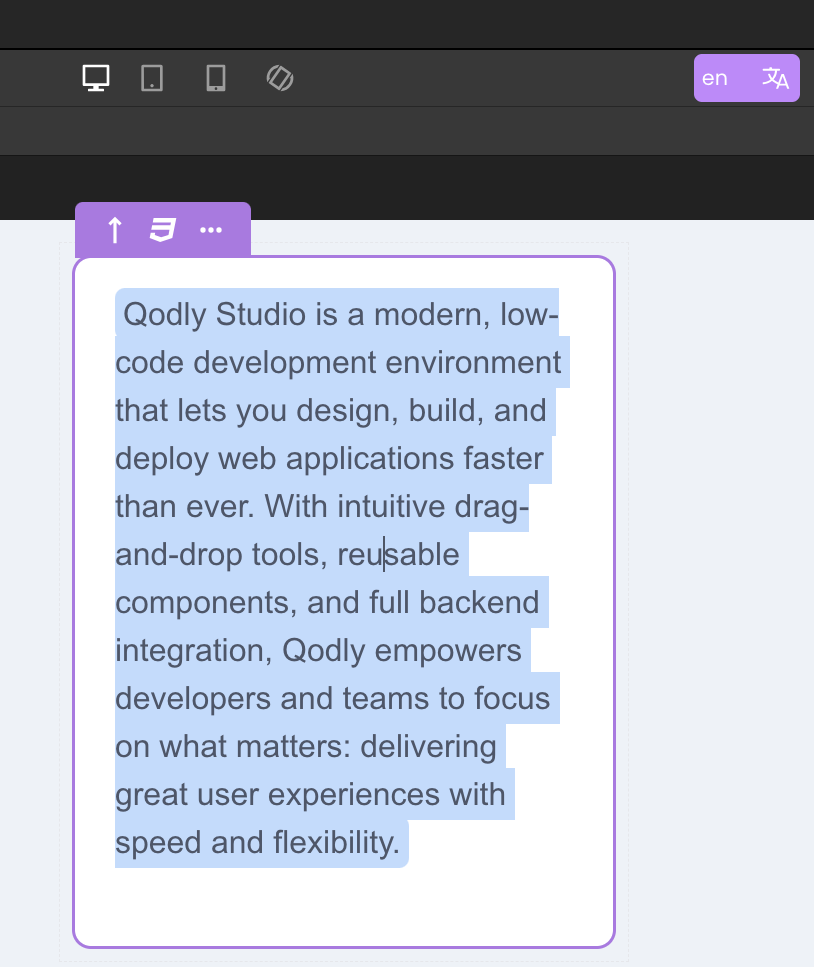 en
Qodly Studio is a modern, low-
code development environment
that lets you design, build, and
deploy web applications faster
than ever. With intuitive drag-
and-drop tools, reusable
components, and full backend
integration, Qodly empowers
developers and teams to focus
on what matters: delivering
great user experiences with
speed and flexibility.